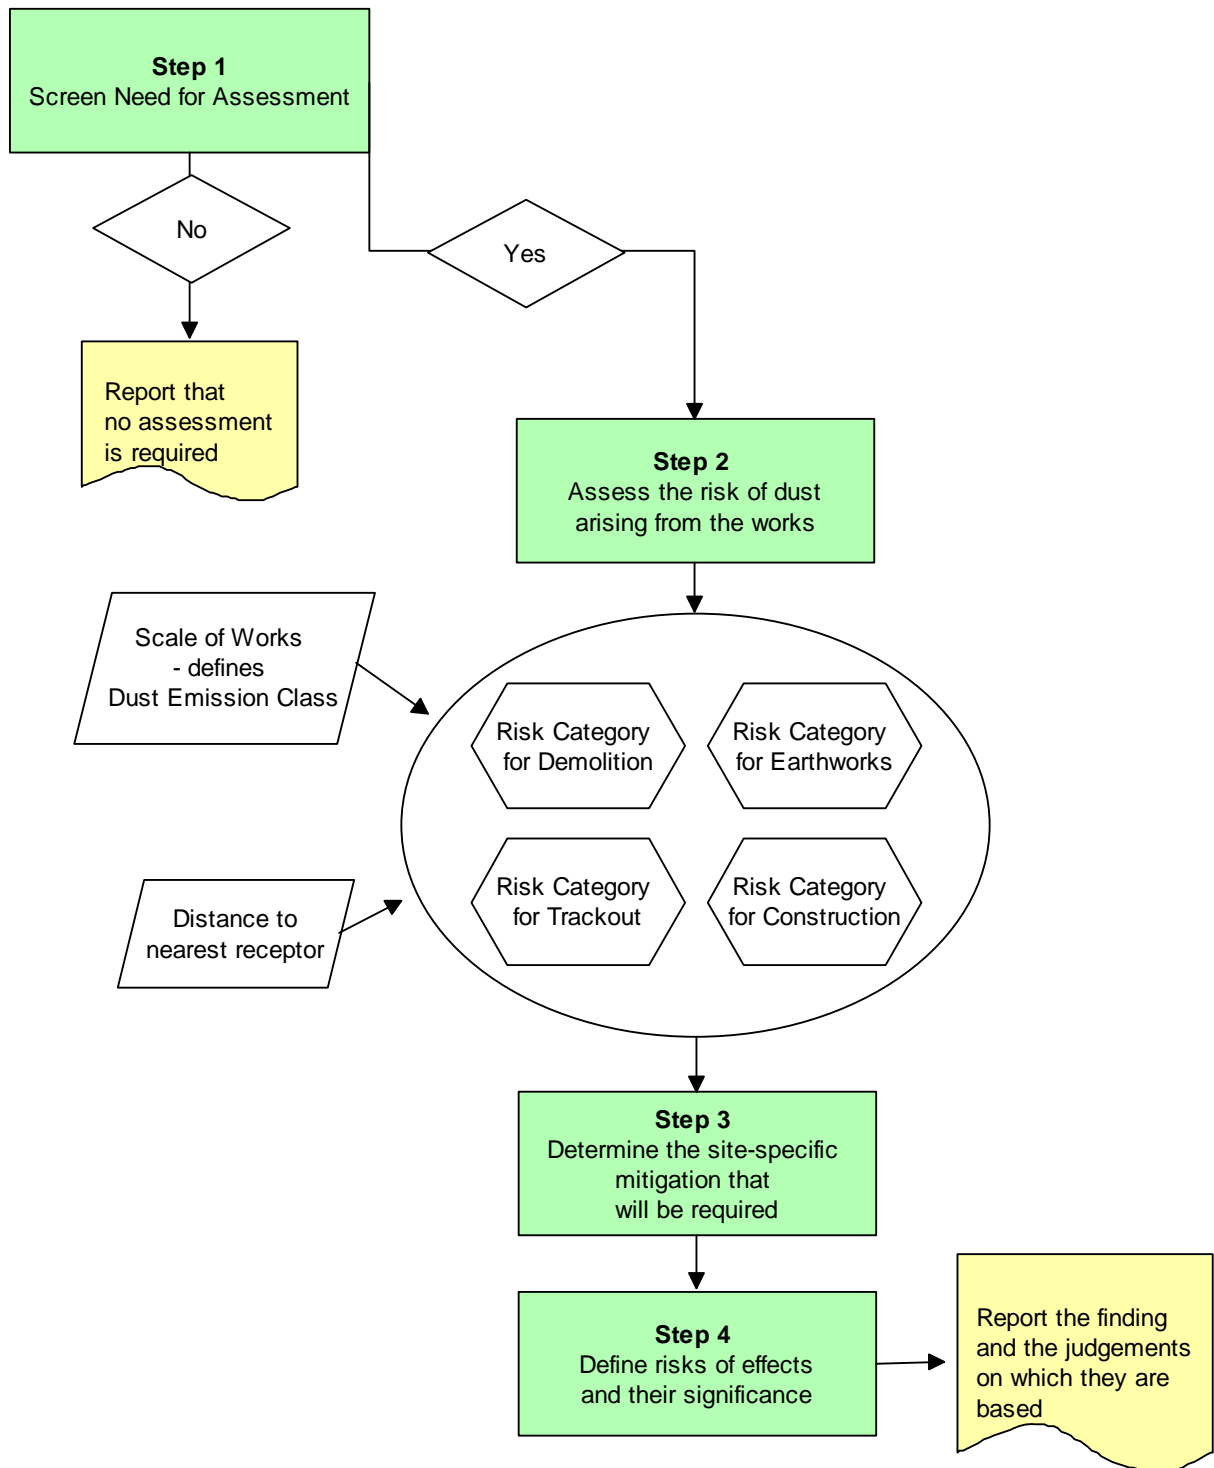 Step 1
Screen Need for Assessment
No
Yes
Report that
no assessment
is required
Step 2
Assess the risk of dust
arising from the works
Scale of Works
- defines
Dust Emission Class
Risk Category
for Demolition
Risk Category
for Earthworks
Risk Category
for Trackout
Risk Category
for Construction
Distance to
nearest receptor
Step 3
Determine the site-specific
mitigation that
will be required
Step 4
Define risks of effects
and their significance
Report the finding
and the judgements
on which they are
based